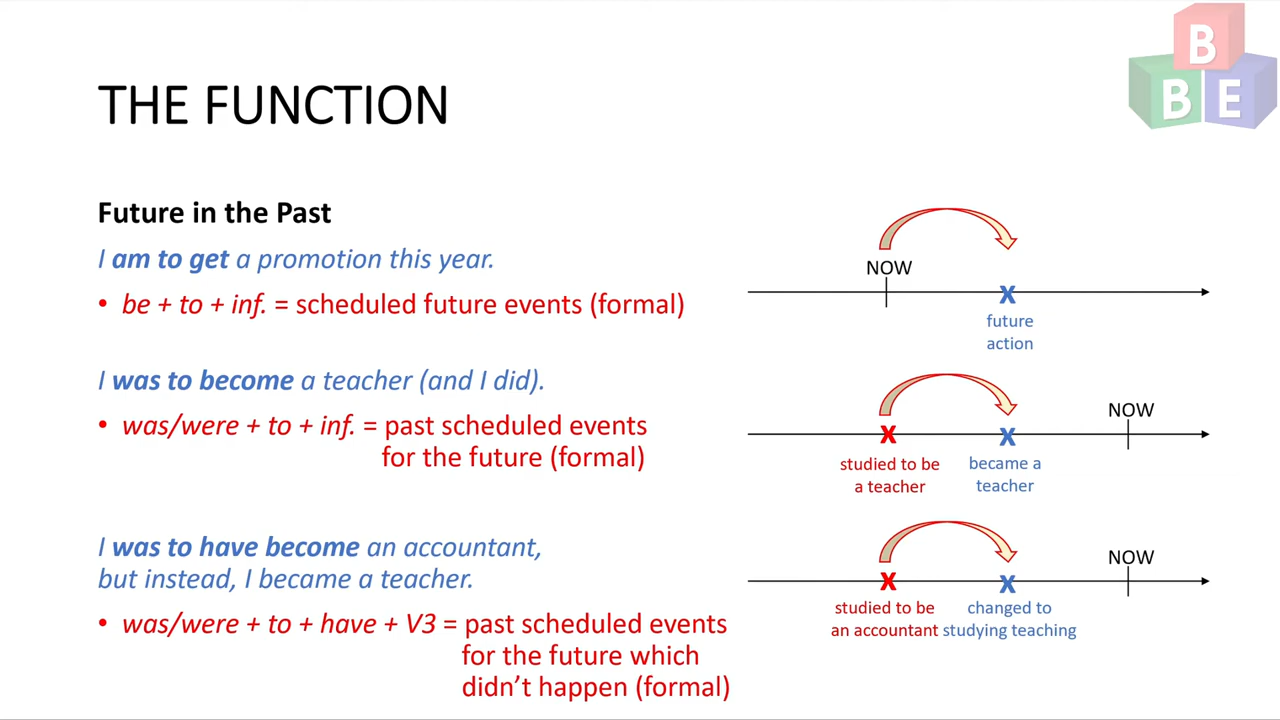 B
B E
THE FUNCTION
Future in the Past
I am to get a promotion this year.
• be + to + inf. = scheduled future events (formal)
NOW
X
future
action
I was to become a teacher (and I did).
• was/were + to + inf. = past scheduled events
for the future (formal)
NOW
X X
studied to be
a teacher
became a
teacher
I was to have become an accountant,
but instead, I became a teacher.
• was/were + to + have + V3 = past scheduled events
for the future which
didn't happen (formal)
NOW
X X
studied to be
an accountant
changed to
studying teaching